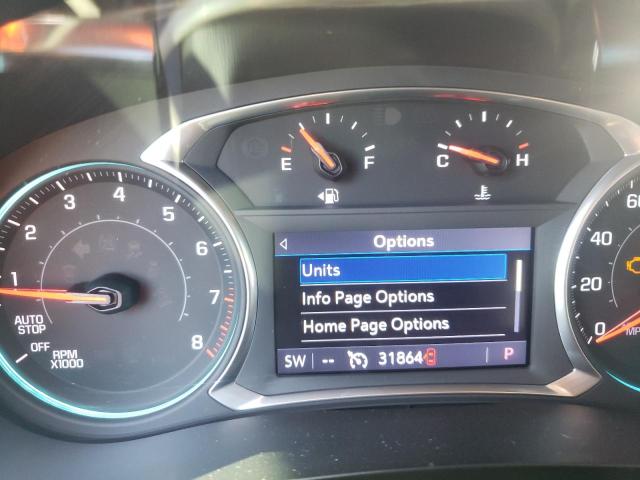 E F
C H
1 2 3 4 5 6 7 8
AUTO
STOP
OFF
RPM
X1000
Options
Units
Info Page Options
Home Page Options
SW -- 31864 P
60
40
20
0